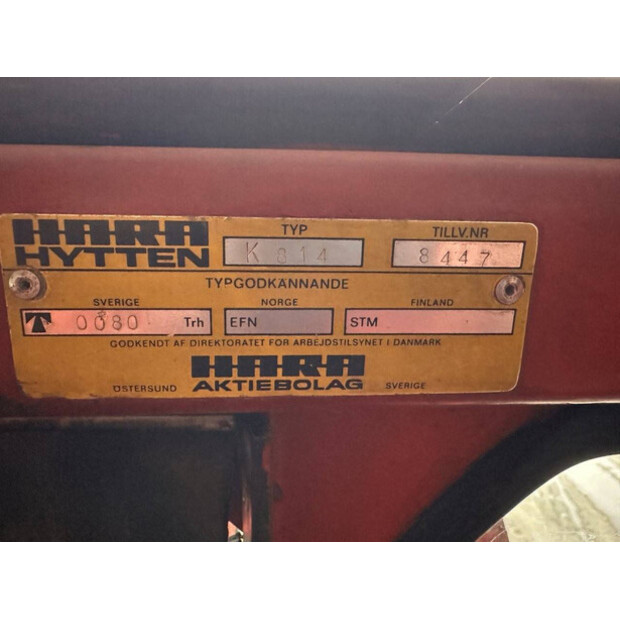 HARA HYTTEN
TYP
K 814
TILLV.NR
8447
TYPGODKÄNNANDE
SVERIGE
NORGE
FINLAND
T 0080 Trh
EFN
STM
GODKENDT AF DIREKTORATET FOR ARBEJDSTILSYNET I DANMARK
HARA
ÖSTERSUND AKTIEBOLAG SVERIGE